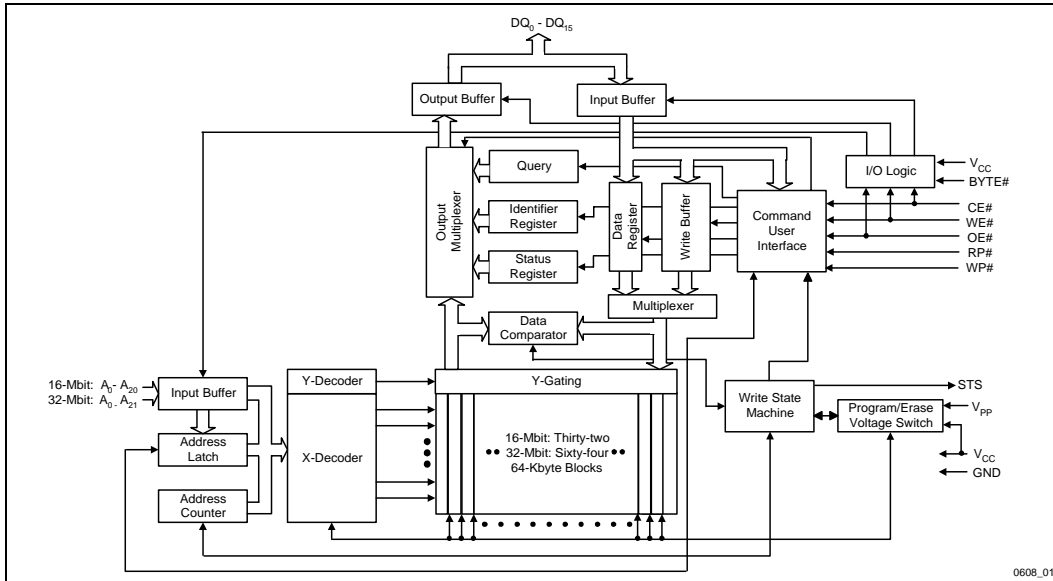 DQ₀ - DQ₁₅
Output Buffer
Input Buffer
Query
Identifier
Register
Status
Register
Output
Multiplexer
Data
Register
Write Buffer
Command
User
Interface
I/O Logic
VCC
BYTE#
CE#
WE#
OE#
RP#
WP#
Multiplexer
Data
Comparator
16-Mbit: A₀- A₂₀
32-Mbit: A₀- A₂₁
Input Buffer
Y-Decoder
Y-Gating
Address
Latch
X-Decoder
16-Mbit: Thirty-two
32-Mbit: Sixty-four
64-Kbyte Blocks
Address
Counter
Write State
Machine
Program/Erase
Voltage Switch
STS
VPP
VCC
GND
0608_01